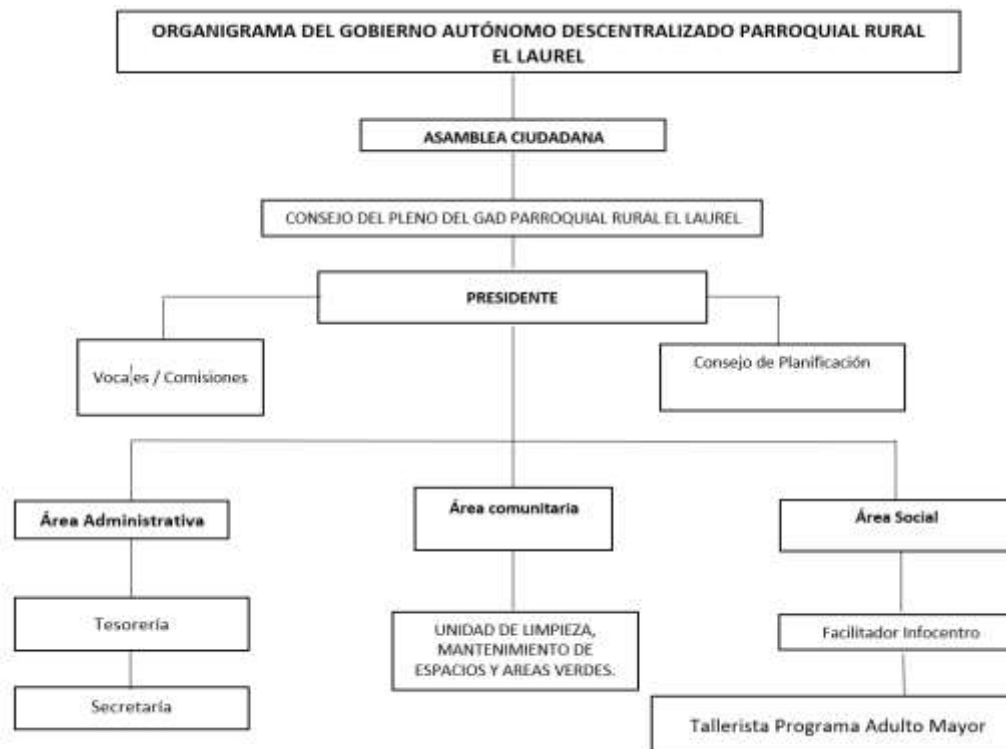 ORGANIGRAMA DEL GOBIERNO AUTÓNOMO DESCENTRALIZADO PARROQUIAL RURAL
EL LAUREL
ASAMBLEA CIUDADANA
CONSEJO DEL PLENO DEL GAD PARROQUIAL RURAL EL LAUREL
PRESIDENTE
Vocales / Comisiones
Consejo de Planificación
Área Administrativa
Área comunitaria
Área Social
Tesorería
UNIDAD DE LIMPIEZA,
MANTENIMIENTO DE
ESPACIOS Y AREAS VERDES.
Facilitador Infocentro
Secretaría
Tallerista Programa Adulto Mayor